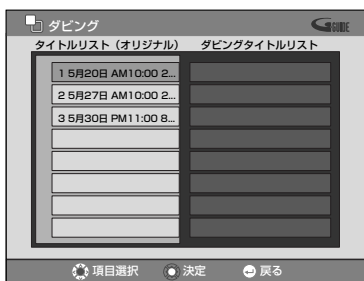 ダビング
G GUIDE
タイトルリスト（オリジナル） ダビングタイトルリスト
1 5月20日 AM10:00 2...
2 5月27日 AM10:00 2...
3 5月30日 PM11:00 8...
項目選択 決定 戻る